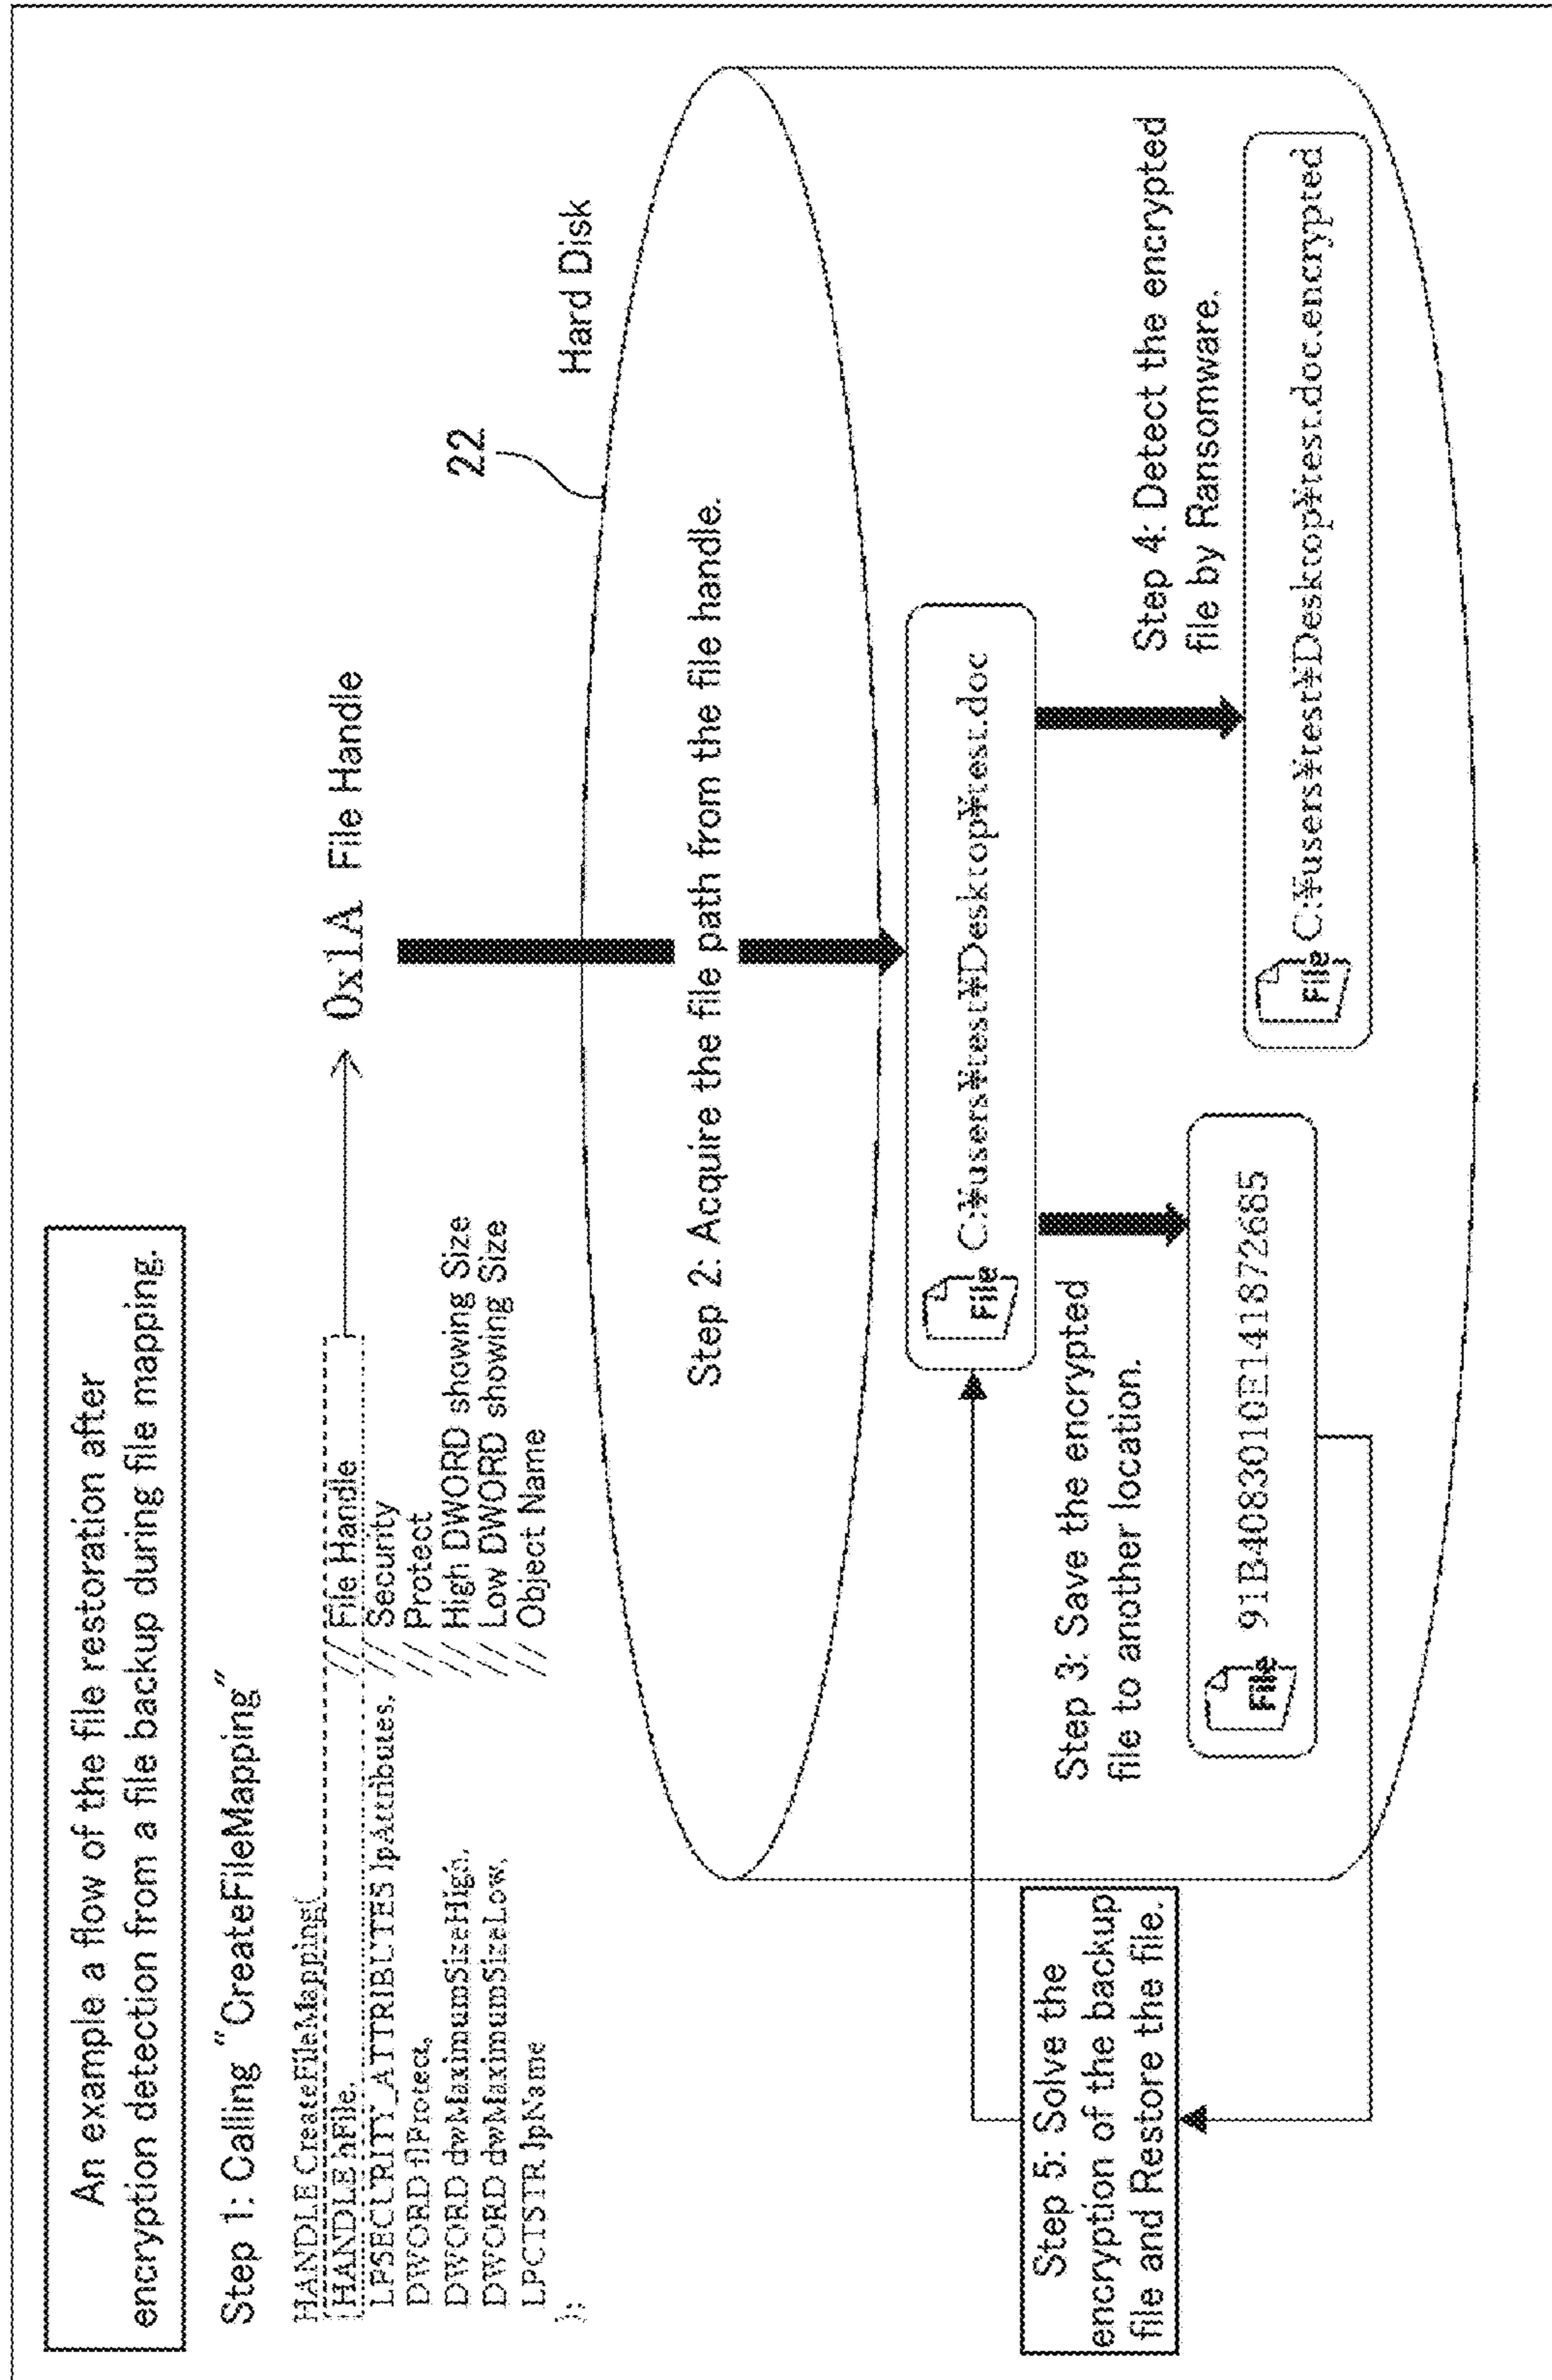 An example a flow of the file restoration after
encryption detection from a file backup during file mapping.
Step 1: Calling "CreateFileMapping"
HANDLE CreateFileMapping(
HANDLE hFile, // File Handle
LPSECURITY_ATTRIBUTES lpAttributes, // Security
DWORD flProtect, // Protect
DWORD dwMaximumSizeHigh, // High DWORD showing Size
DWORD dwMaximumSizeLow, // Low DWORD showing Size
LPCTSTR lpName // Object Name
);
0x1A File Handle
22
Hard Disk
Step 2: Acquire the file path from the file handle.
File C:¥users¥test¥Desktop¥test.doc
Step 3: Save the encrypted
file to another location.
File 91B4083010E141872685
Step 4: Detect the encrypted
file by Ransomware.
File C:¥users¥test¥Desktop¥test.doc.encrypted
Step 5: Solve the
encryption of the backup
file and Restore the file.